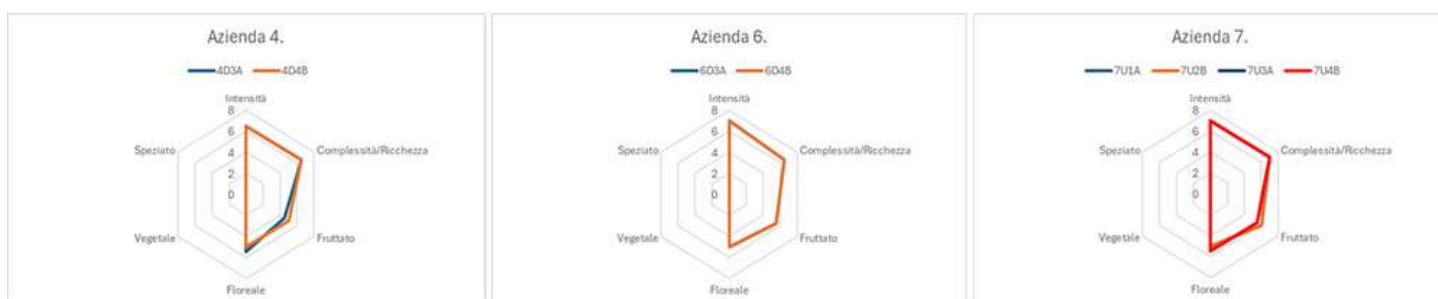 Azienda 4.
4D3A 4D4B
Intensità
8
Speziato
6
Complessità/Ricchezza
4
2
0
Vegetale
Fruttato
Floreale
Azienda 6.
6D3A 6D4B
Intensità
8
Speziato
6
Complessità/Ricchezza
4
2
0
Vegetale
Fruttato
Floreale
Azienda 7.
7U1A 7U2B 7U3A 7U4B
Intensità
8
Speziato
6
Complessità/Ricchezza
4
2
0
Vegetale
Fruttato
Floreale